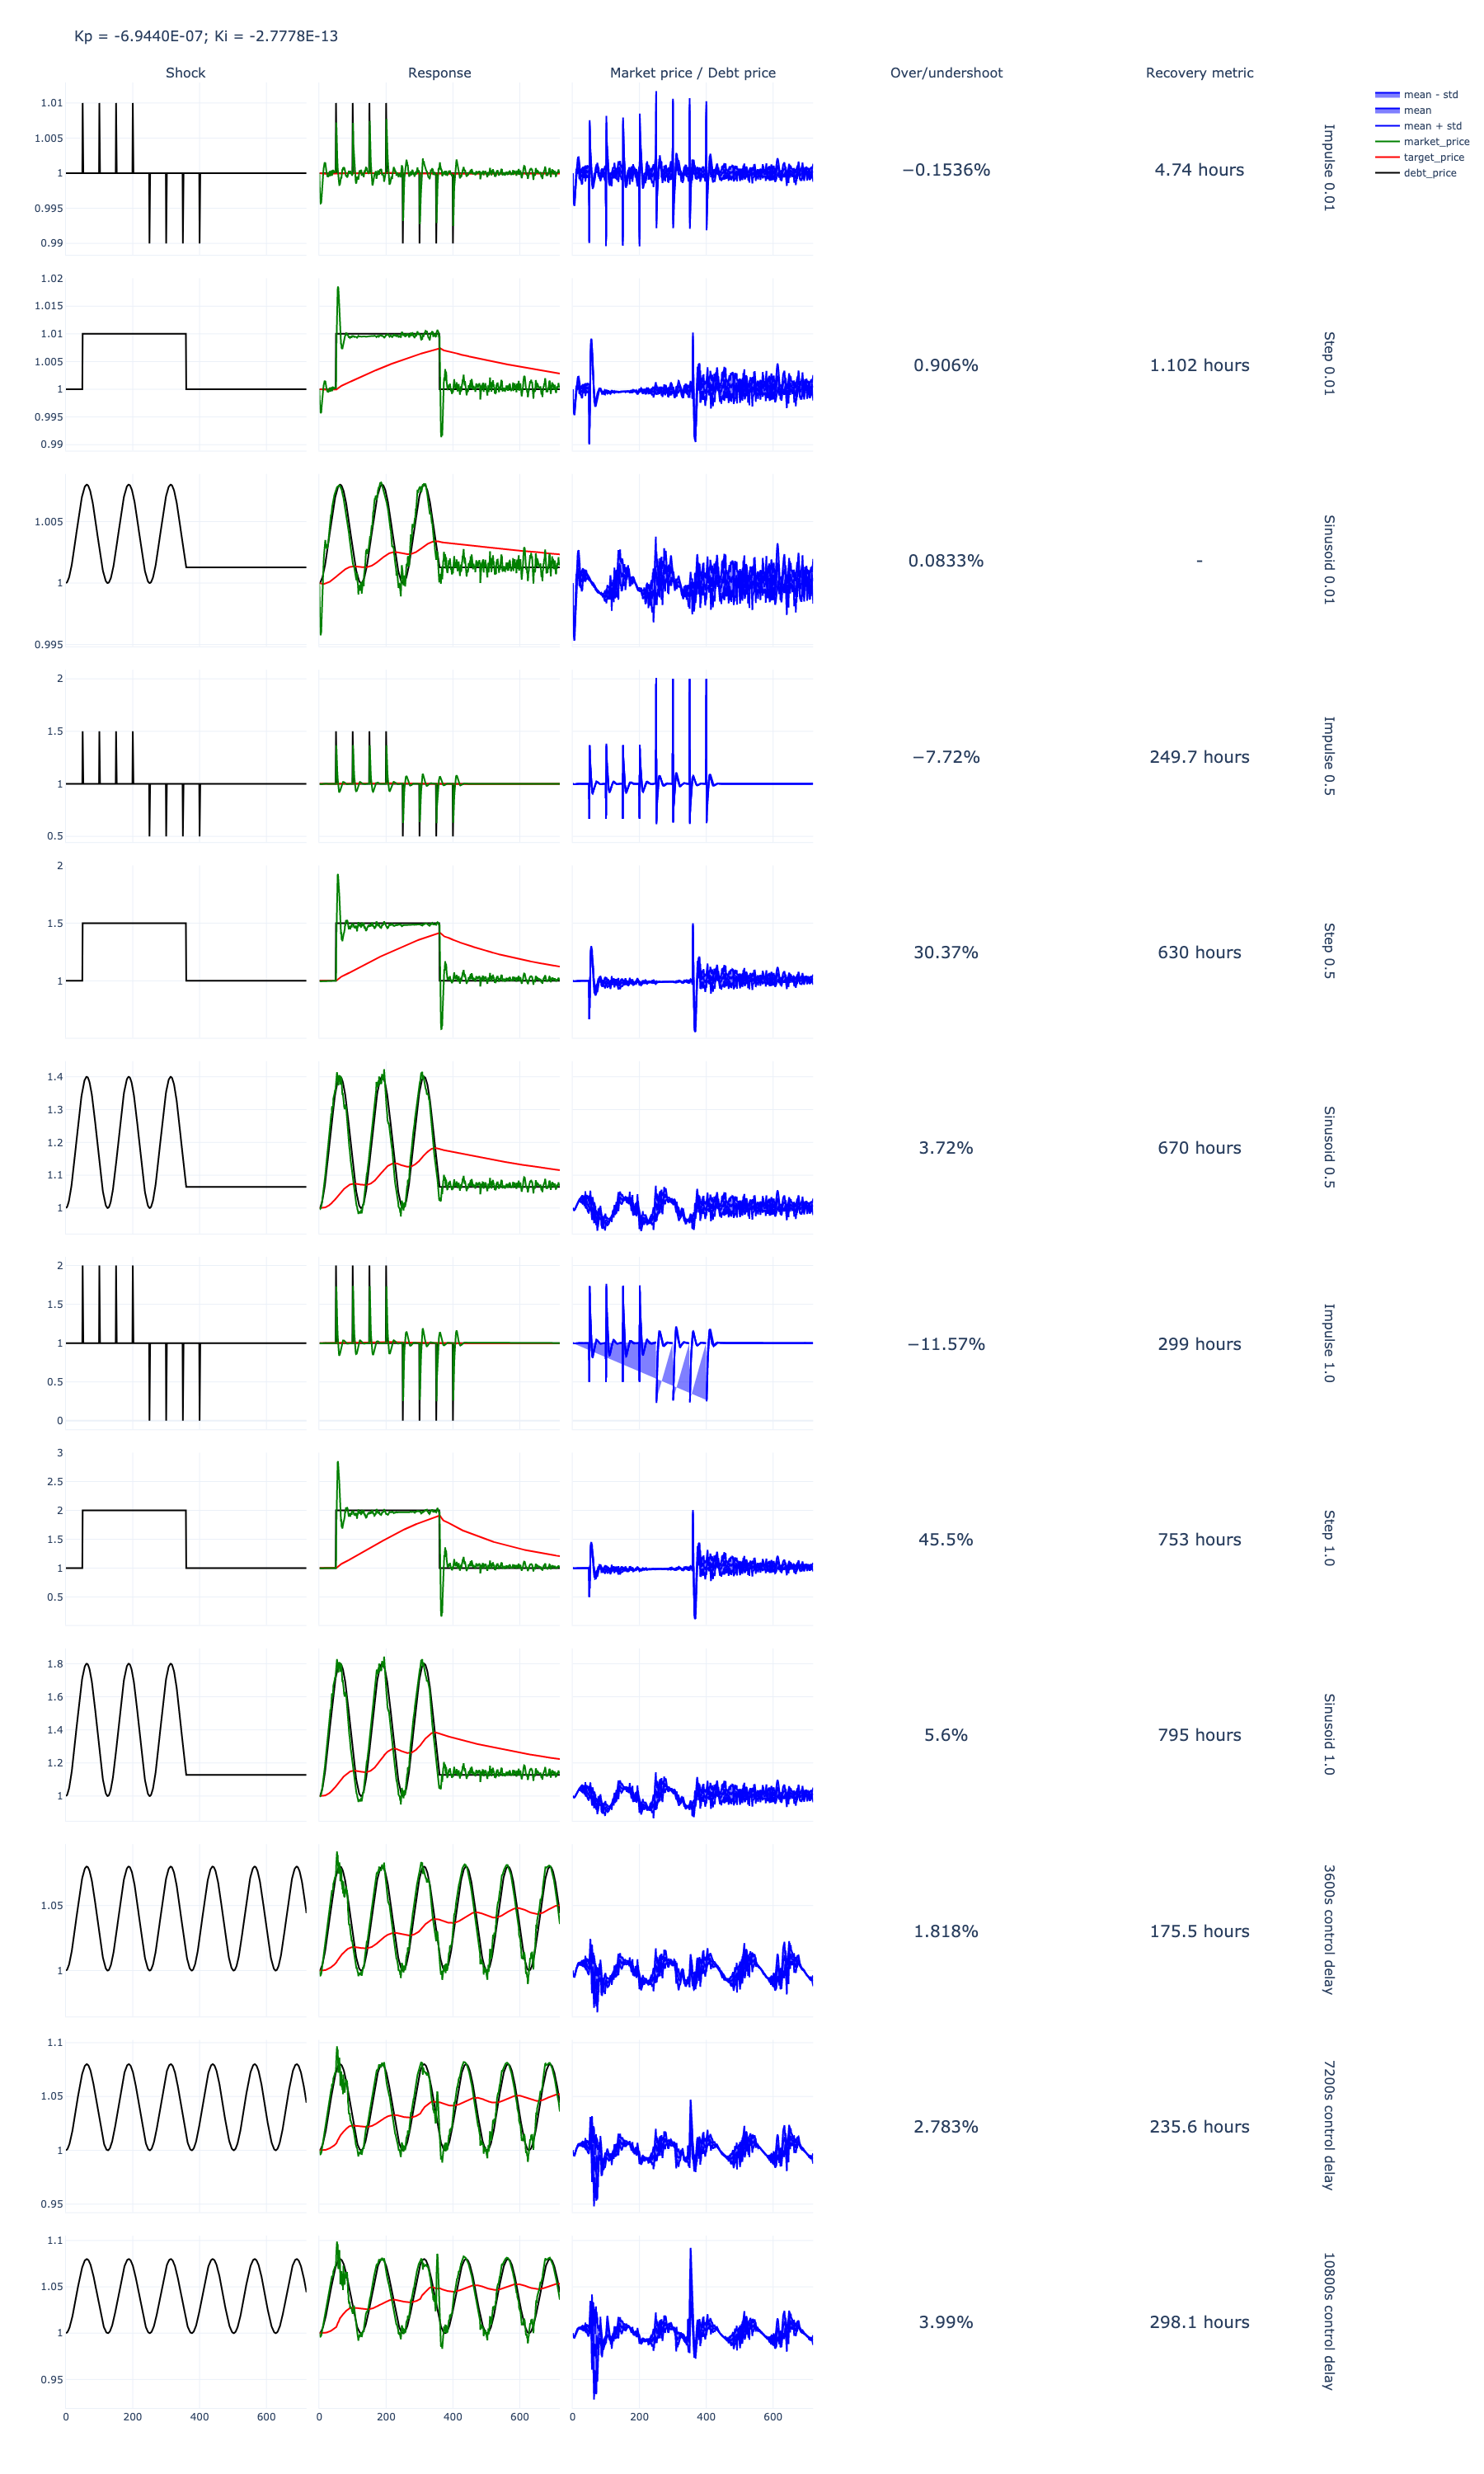 Kp = -6.9440E-07; Ki = -2.7778E-13
Shock
Response
Market price / Debt price
Over/undershoot
Recovery metric
mean - std
mean
mean + std
market_price
target_price
debt_price
1.01
1.005
1
0.995
0.99
−0.1536%
4.74 hours
Impulse 0.01
1.02
1.015
1.01
1.005
1
0.995
0.99
0.906%
1.102 hours
Step 0.01
1.005
1
0.995
0.0833%
-
Sinusoid 0.01
2
1.5
1
0.5
−7.72%
249.7 hours
Impulse 0.5
2
1.5
1
30.37%
630 hours
Step 0.5
1.4
1.3
1.2
1.1
1
3.72%
670 hours
Sinusoid 0.5
2
1.5
1
0.5
0
−11.57%
299 hours
Impulse 1.0
3
2.5
2
1.5
1
0.5
45.5%
753 hours
Step 1.0
1.8
1.6
1.4
1.2
1
5.6%
795 hours
Sinusoid 1.0
1.05
1
1.818%
175.5 hours
3600s control delay
1.1
1.05
1
0.95
2.783%
235.6 hours
7200s control delay
1.1
1.05
1
0.95
3.99%
298.1 hours
10800s control delay
0 200 400 600
0 200 400 600
0 200 400 600